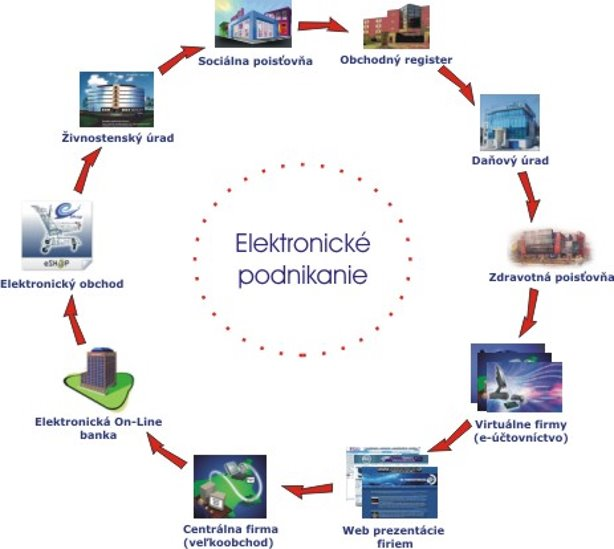 Sociálna poisťovňa
Obchodný register
Daňový úrad
Zdravotná poisťovňa
Virtuálne firmy
(e-účtovníctvo)
Web prezentácie
firiem
Centrálna firma
(veľkoobchod)
Elektronická On-Line
banka
Elektronický obchod
eSHOP
Živnostenský úrad
Elektronické
podnikanie